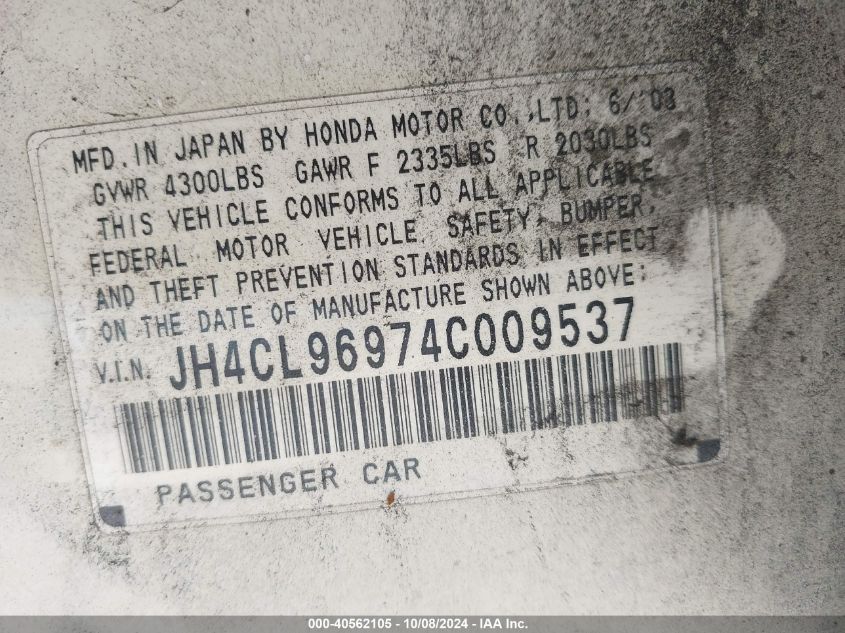 MFD. IN JAPAN BY HONDA MOTOR CO., LTD: 6/'03
GVWR 4300LBS GAWR F 2335LBS R 2030LBS
THIS VEHICLE CONFORMS TO ALL APPLICABLE
FEDERAL MOTOR VEHICLE SAFETY, BUMPER,
AND THEFT PREVENTION STANDARDS IN EFFECT
ON THE DATE OF MANUFACTURE SHOWN ABOVE:
V.I.N. JH4CL96974C009537
PASSENGER CAR
000-40562105 - 10/08/2024 - IAA Inc.